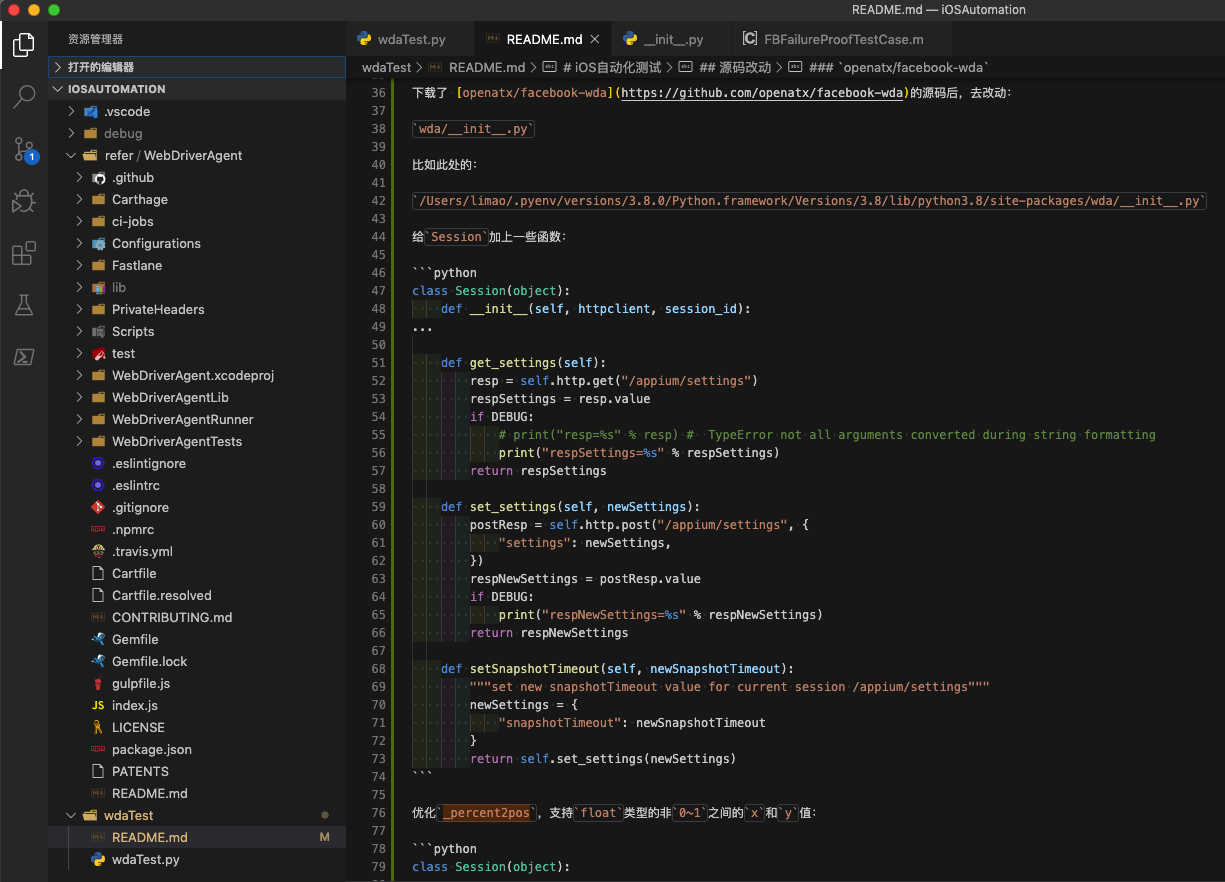 README.md — iOSAutomation
资源管理器
打开的编辑器
IOSAUTOMATION
.vscode
debug
refer / WebDriverAgent
.github
Carthage
ci-jobs
Configurations
Fastlane
lib
PrivateHeaders
Scripts
test
WebDriverAgent.xcodeproj
WebDriverAgentLib
WebDriverAgentRunner
WebDriverAgentTests
.eslintignore
.eslintrc
.gitignore
.npmrc
.travis.yml
Cartfile
Cartfile.resolved
CONTRIBUTING.md
Gemfile
Gemfile.lock
gulpfile.js
JS index.js
LICENSE
package.json
PATENTS
README.md
wdaTest
README.md M
wdaTest.py
1
wdaTest.py README.md __init__.py FBFailureProofTestCase.m
wdaTest > README.md > # iOS自动化测试 > ## 源码改动 > ### `openatx/facebook-wda`
36 下载了 [openatx/facebook-wda](https://github.com/openatx/facebook-wda)的源码后，去改动：
37
38 `wda/__init__.py`
39
40 比如此处的：
41
42 `/Users/limao/.pyenv/versions/3.8.0/Python.framework/Versions/3.8/lib/python3.8/site-packages/wda/__init__.py`
43
44 给`Session`加上一些函数：
45
46 ```python
47 class Session(object):
48     def __init__(self, httpclient, session_id):
49 ...
50
51     def get_settings(self):
52         resp = self.http.get("/appium/settings")
53         respSettings = resp.value
54         if DEBUG:
55             # print("resp=%s" % resp) #  TypeError not all arguments converted during string formatting
56             print("respSettings=%s" % respSettings)
57         return respSettings
58
59     def set_settings(self, newSettings):
60         postResp = self.http.post("/appium/settings", {
61             "settings": newSettings,
62         })
63         respNewSettings = postResp.value
64         if DEBUG:
65             print("respNewSettings=%s" % respNewSettings)
66         return respNewSettings
67
68     def setSnapshotTimeout(self, newSnapshotTimeout):
69         """set new snapshotTimeout value for current session /appium/settings"""
70         newSettings = {
71             "snapshotTimeout": newSnapshotTimeout
72         }
73         return self.set_settings(newSettings)
74 ```
75
76 优化`_percent2pos`，支持`float`类型的非`0~1`之间的`x`和`y`值：
77
78 ```python
79 class Session(object):